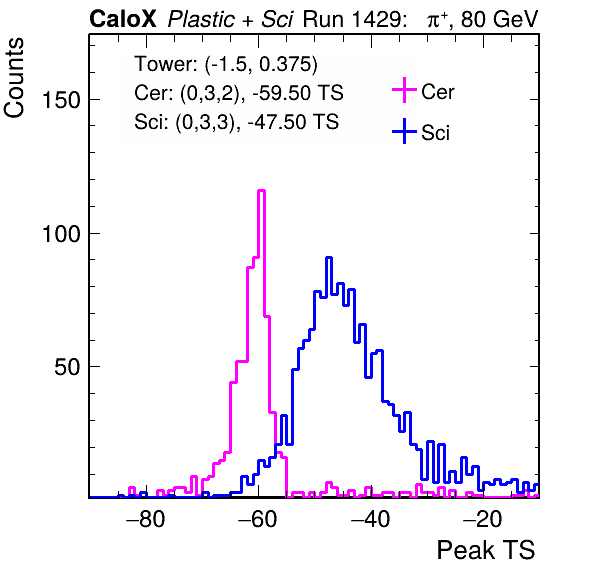 CaloX Plastic + Sci Run 1429: π⁺, 80 GeV
Counts
Tower: (-1.5, 0.375)
Cer: (0,3,2), -59.50 TS
Sci: (0,3,3), -47.50 TS
Cer
Sci
150
100
50
−80 −60 −40 −20
Peak TS